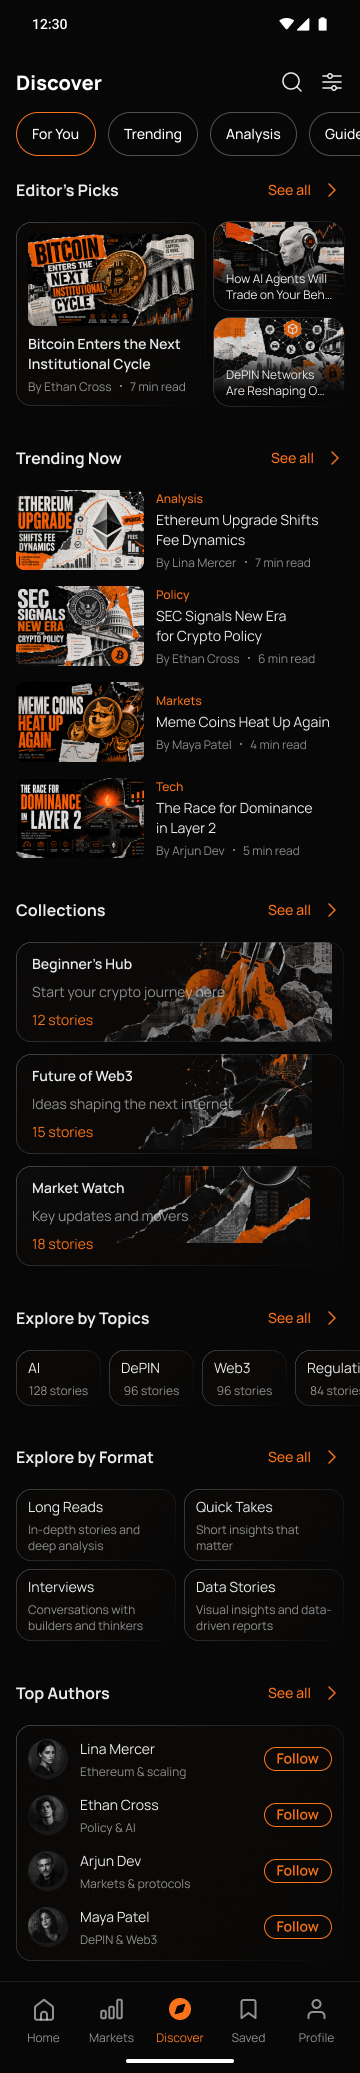 12:30
Discover
For You
Trending
Analysis
Guide
Editor's Picks
See all
BITCOIN
ENTERS THE
NEXT
INSTITUTIONAL
CYCLE
Bitcoin Enters the Next
Institutional Cycle
By Ethan Cross • 7 min read
How AI Agents Will
Trade on Your Beh...
DePIN Networks
Are Reshaping O...
Trending Now
See all
ETHEREUM
UPGRADE
SHIFTS FEE
DYNAMICS
FEES
Analysis
Ethereum Upgrade Shifts
Fee Dynamics
By Lina Mercer • 7 min read
SEC
SIGNALS
NEW ERA
FOR
CRYPTO POLICY
Policy
SEC Signals New Era
for Crypto Policy
By Ethan Cross • 6 min read
MEME COINS
HEAT UP
AGAIN
Markets
Meme Coins Heat Up Again
By Maya Patel • 4 min read
THE RACE FOR
DOMINANCE
IN LAYER 2
Tech
The Race for Dominance
in Layer 2
By Arjun Dev • 5 min read
Collections
See all
Beginner's Hub
Start your crypto journey here
12 stories
Future of Web3
Ideas shaping the next internet
15 stories
Market Watch
Key updates and movers
18 stories
Explore by Topics
See all
AI
128 stories
DePIN
96 stories
Web3
96 stories
Regulati
84 storie
Explore by Format
See all
Long Reads
In-depth stories and
deep analysis
Quick Takes
Short insights that
matter
Interviews
Conversations with
builders and thinkers
Data Stories
Visual insights and data-
driven reports
Top Authors
See all
Lina Mercer
Ethereum & scaling
Follow
Ethan Cross
Policy & AI
Follow
Arjun Dev
Markets & protocols
Follow
Maya Patel
DePIN & Web3
Follow
Home
Markets
Discover
Saved
Profile